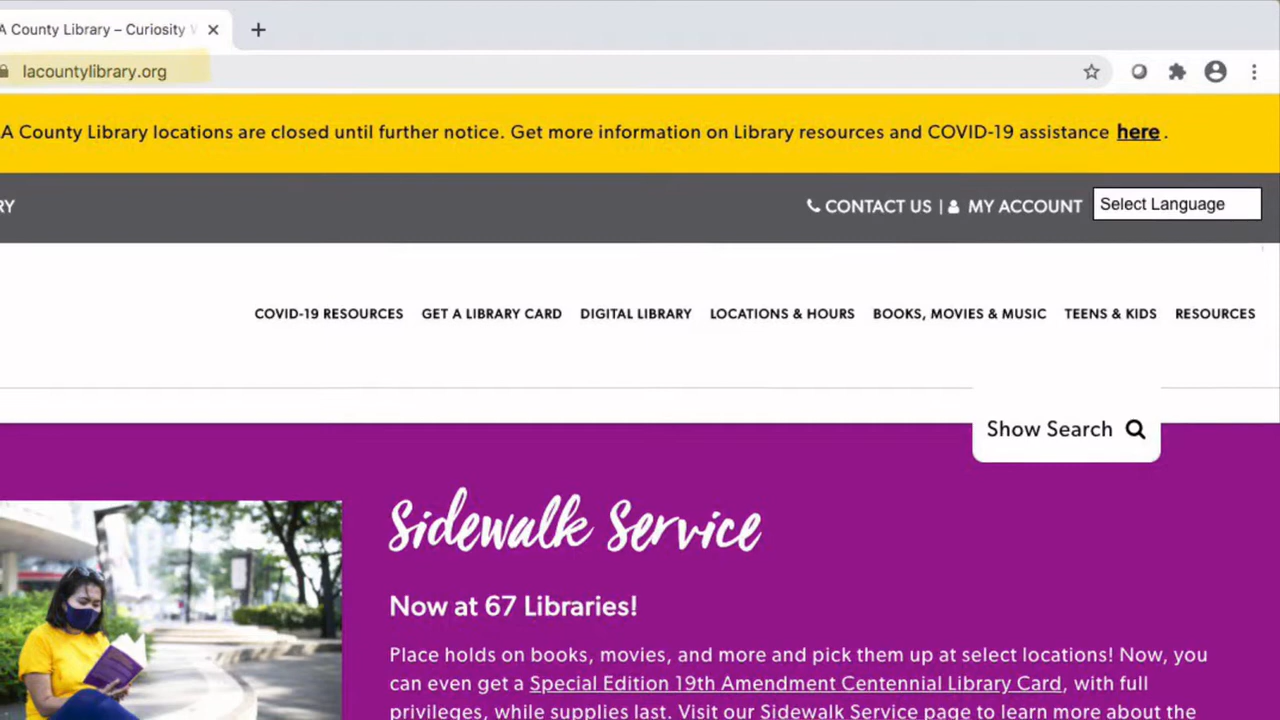 A County Library – Curiosity
lacountylibrary.org
A County Library locations are closed until further notice. Get more information on Library resources and COVID-19 assistance here.
RY
CONTACT US | MY ACCOUNT Select Language
COVID-19 RESOURCES GET A LIBRARY CARD DIGITAL LIBRARY LOCATIONS & HOURS BOOKS, MOVIES & MUSIC TEENS & KIDS RESOURCES
Show Search
Sidewalk Service
Now at 67 Libraries!
Place holds on books, movies, and more and pick them up at select locations! Now, you
can even get a Special Edition 19th Amendment Centennial Library Card, with full
privileges, while supplies last. Visit our Sidewalk Service page to learn more about the